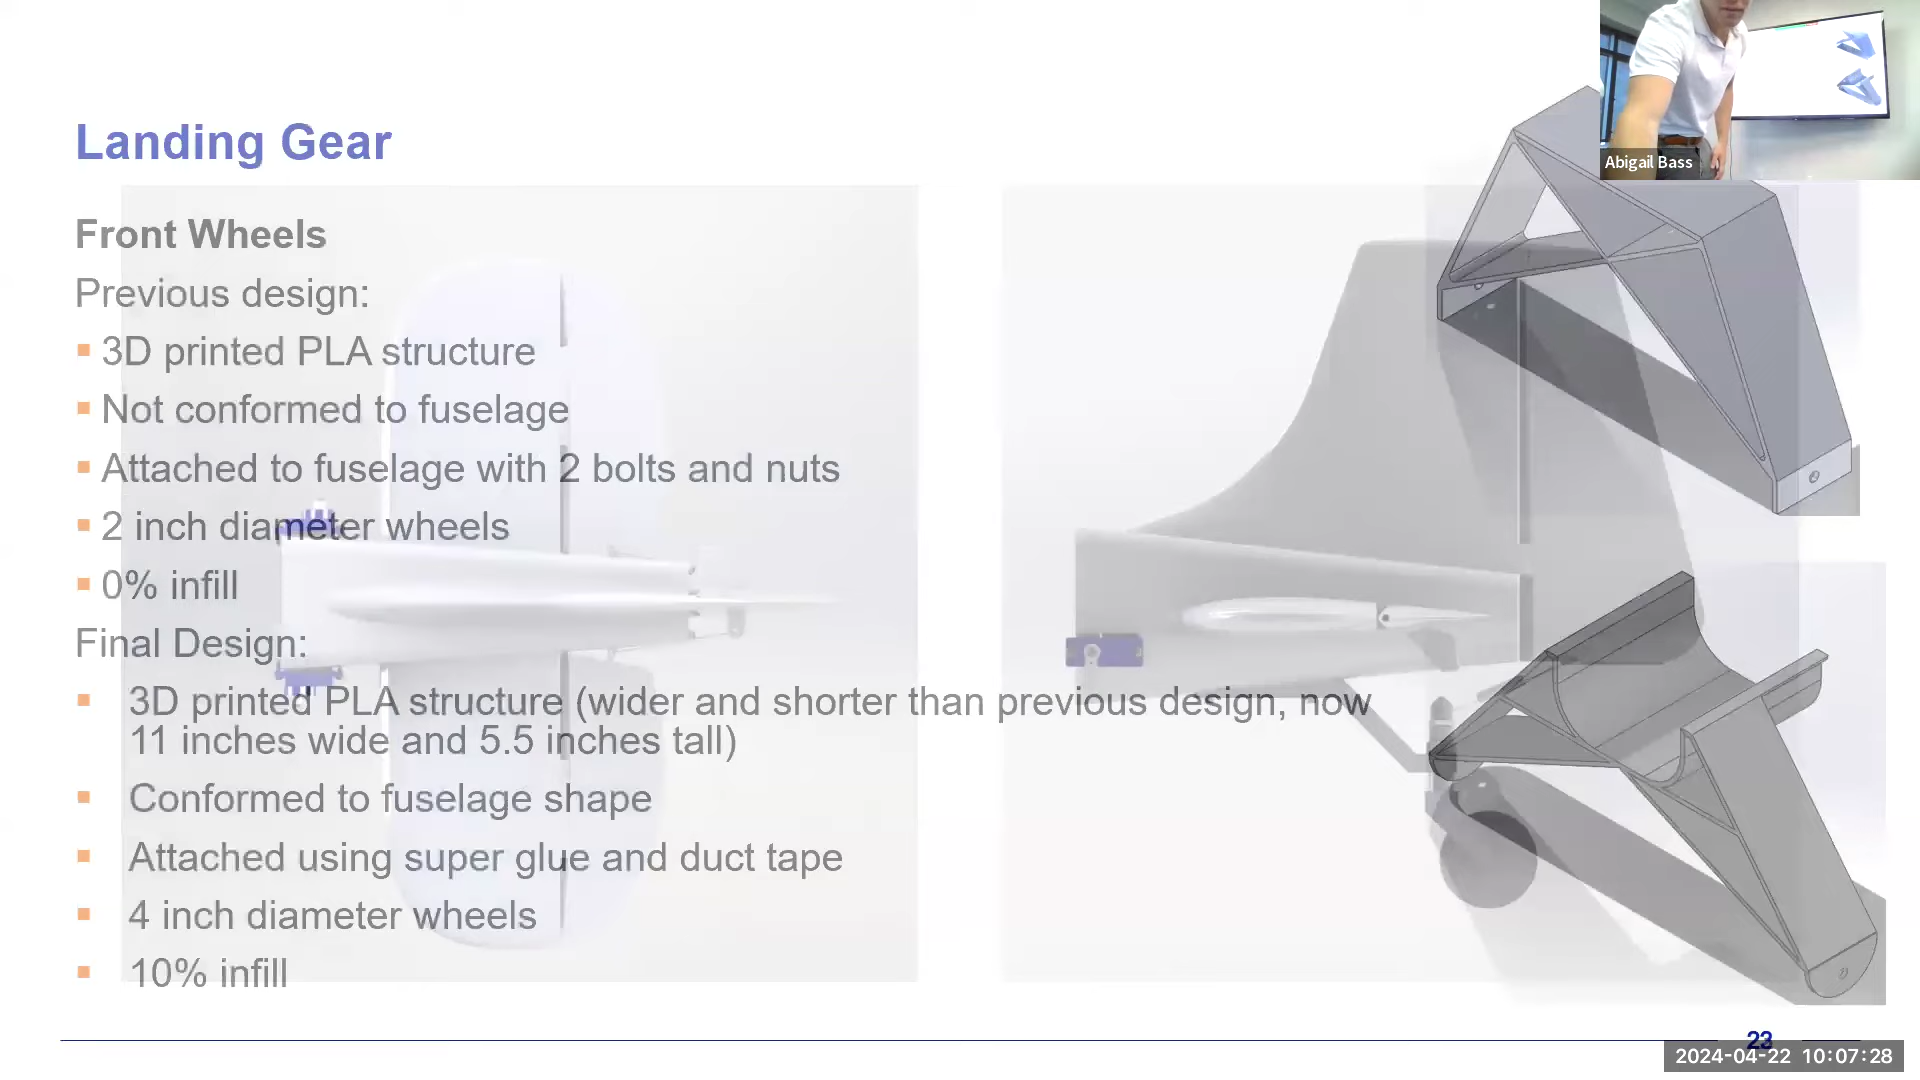 Landing Gear
Front Wheels
Previous design:
▪ 3D printed PLA structure
▪ Not conformed to fuselage
▪ Attached to fuselage with 2 bolts and nuts
▪ 2 inch diameter wheels
▪ 0% infill
Final Design:
▪ 3D printed PLA structure (wider and shorter than previous design, now
11 inches wide and 5.5 inches tall)
▪ Conformed to fuselage shape
▪ Attached using super glue and duct tape
▪ 4 inch diameter wheels
▪ 10% infill
Abigail Bass
23
2024-04-22 10:07:28